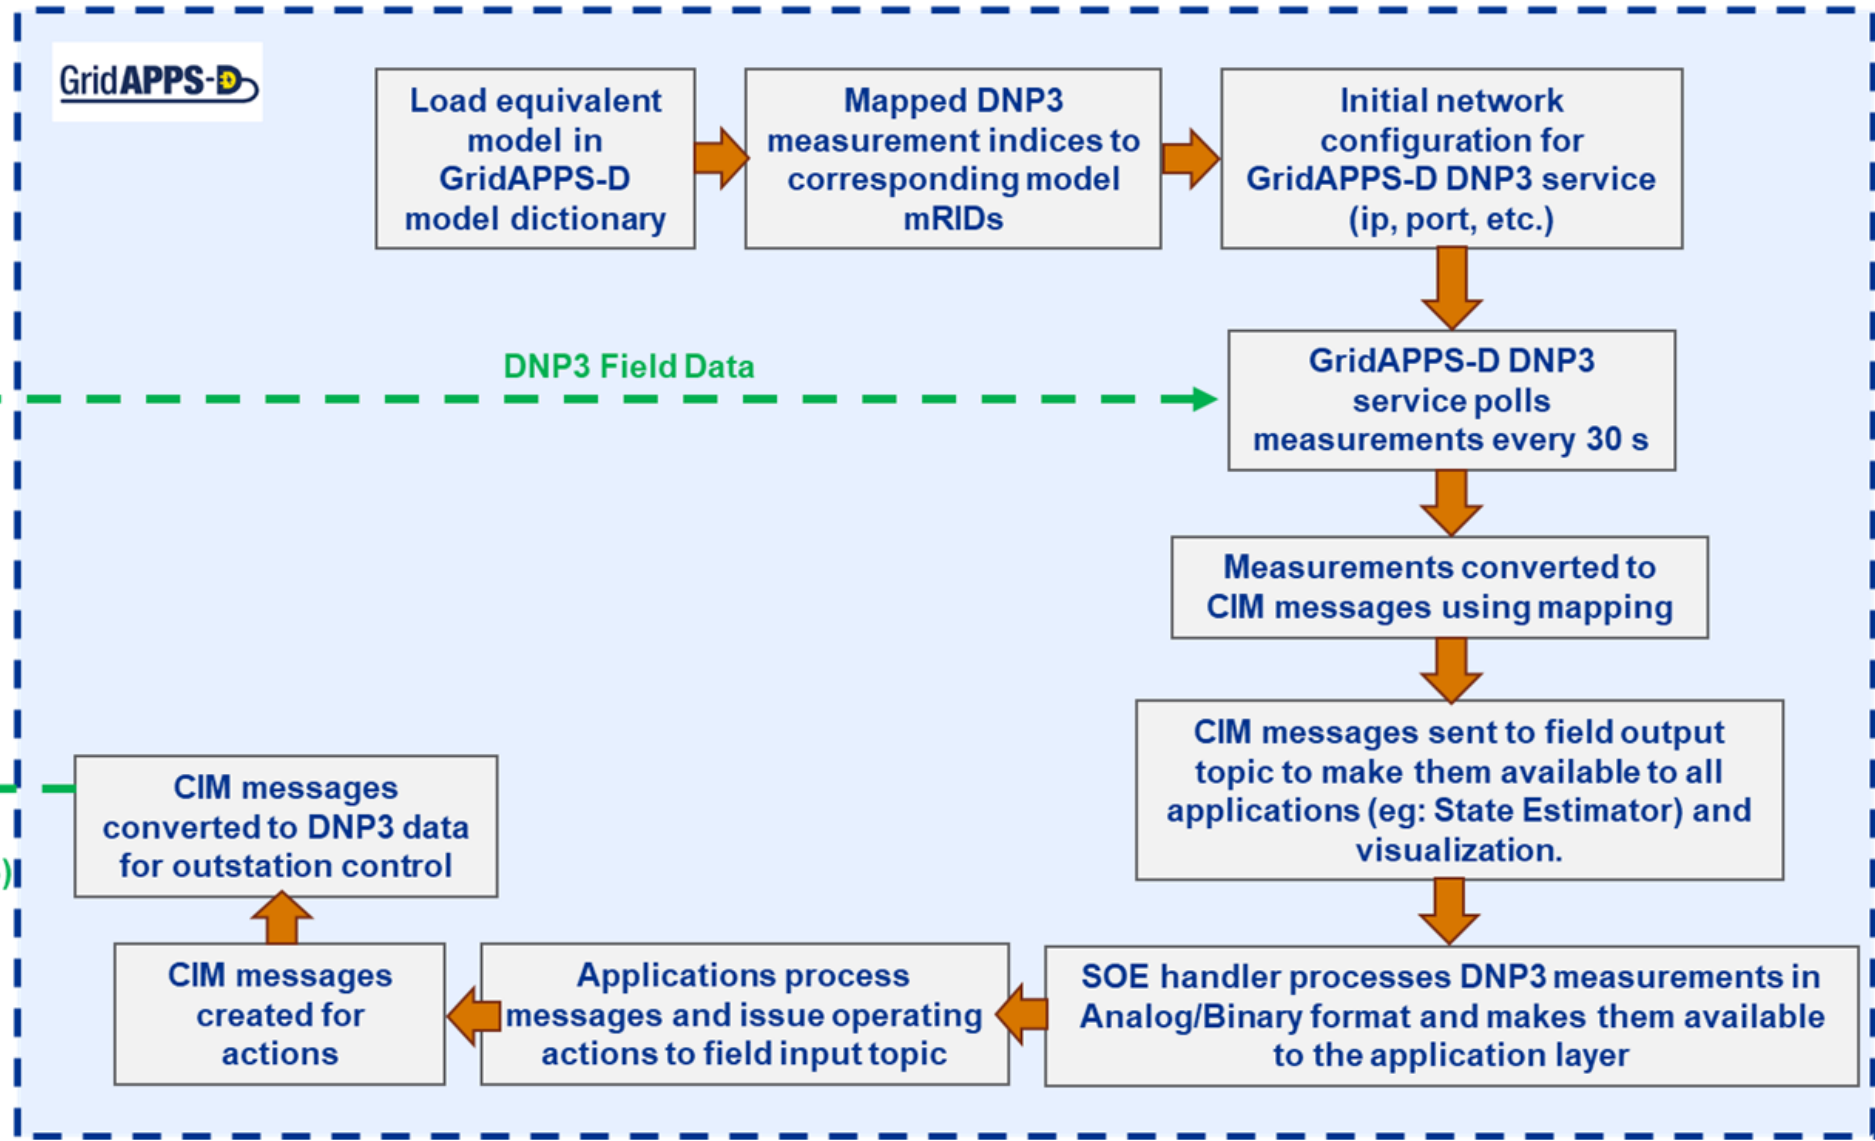 GridAPPS-D
Load equivalent
model in
GridAPPS-D
model dictionary
Mapped DNP3
measurement indices to
corresponding model
mRIDs
Initial network
configuration for
GridAPPS-D DNP3 service
(ip, port, etc.)
DNP3 Field Data
GridAPPS-D DNP3
service polls
measurements every 30 s
Measurements converted to
CIM messages using mapping
CIM messages sent to field output
topic to make them available to all
applications (eg: State Estimator) and
visualization.
SOE handler processes DNP3 measurements in
Analog/Binary format and makes them available
to the application layer
Applications process
messages and issue operating
actions to field input topic
CIM messages
created for
actions
CIM messages
converted to DNP3 data
for outstation control
)